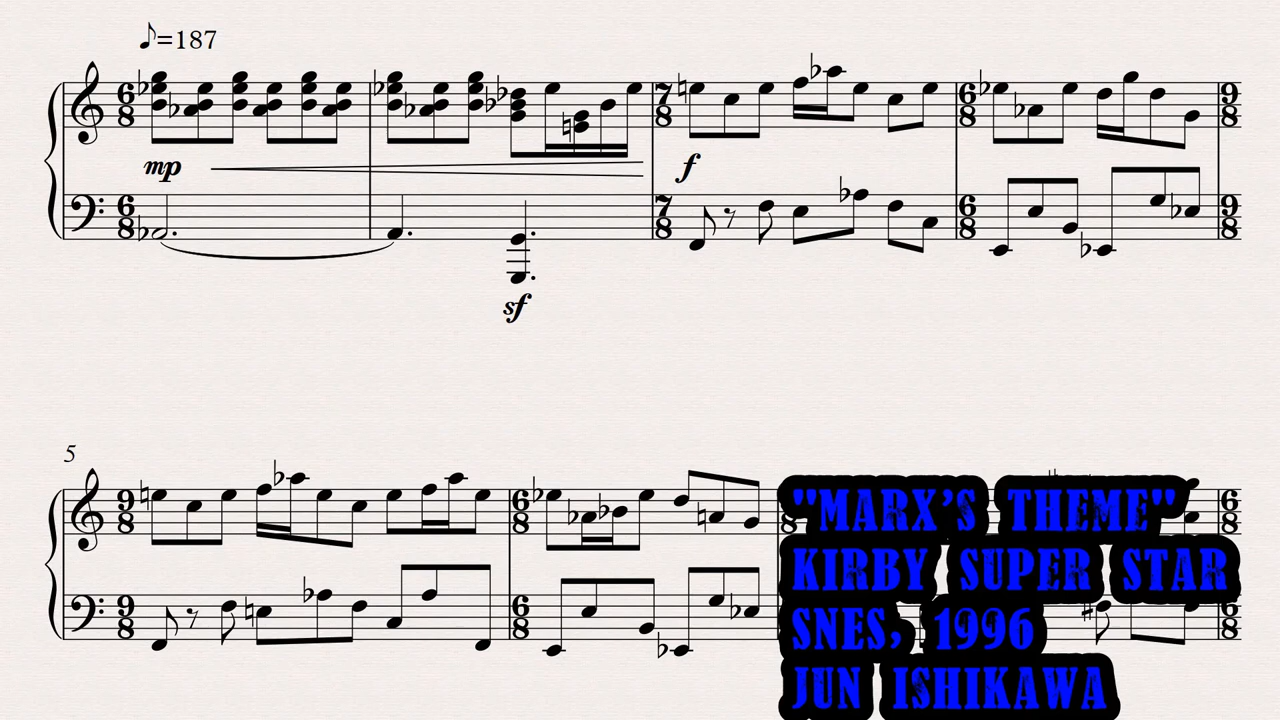 ♪=187
mp
f
sf
5
"MARX'S THEME"
KIRBY SUPER STAR
SNES, 1996
JUN ISHIKAWA